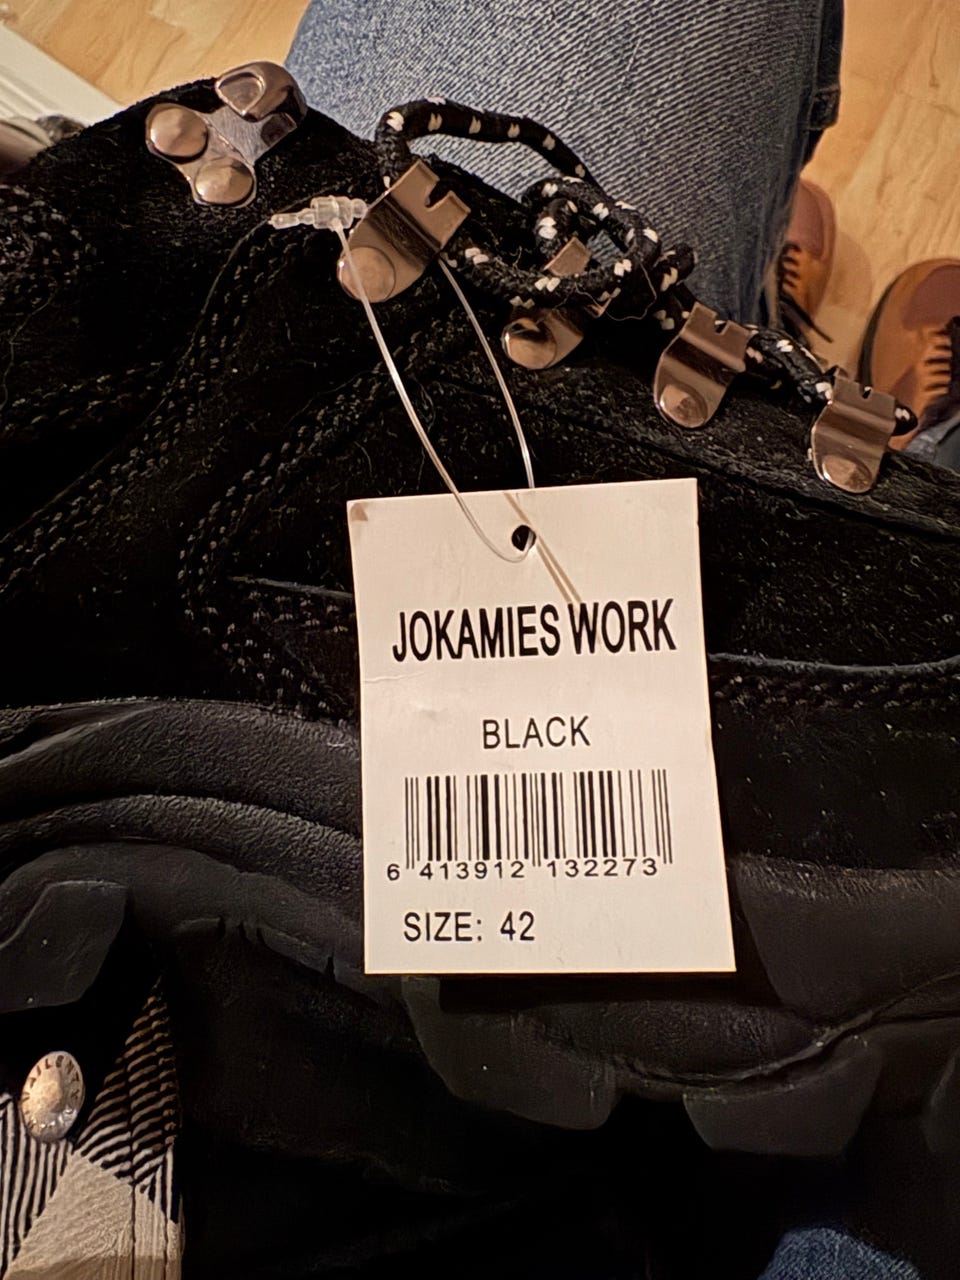 JOKAMIES WORK
BLACK
6 413912 132273
SIZE: 42